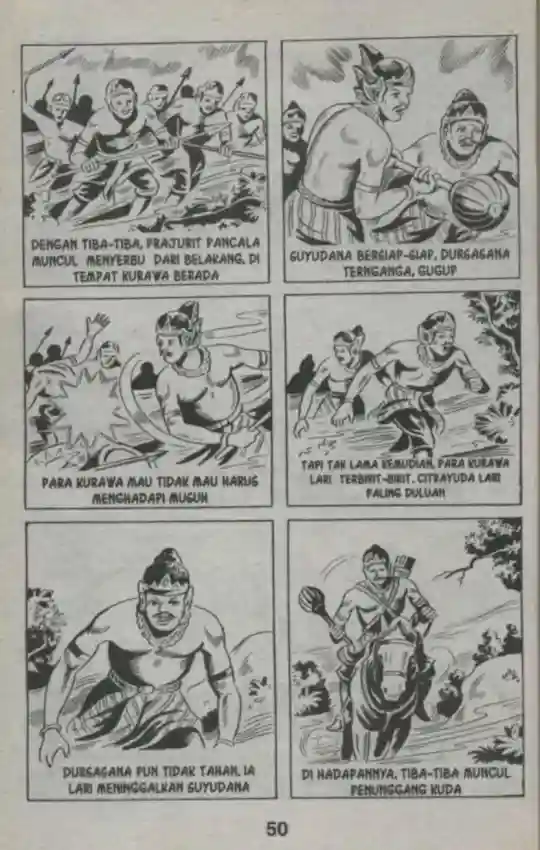 DENGAN TIBA-TIBA, PRAJURIT PANCALA
MUNCUL MENYERBU DARI BELAKANG, DI
TEMPAT KURAWA BERADA
SUYUDANA BERSIAP-SIAP, DURSASANA
TERNGANGA, GUGUP
PARA KURAWA MAU TIDAK MAU HARUS
MENGHADAPI MUSUH
TAPI TAK LAMA KEMUDIAN, PARA KURAWA
LARI TERBIRIT-BIRIT. CITRAYUDA LARI
PALING DULUAN
DURSASANA PUN TIDAK TAHAN, IA
LARI MENINGGALKAN SUYUDANA
DI HADAPANNYA, TIBA-TIBA MUNCUL
PENUNGGANG KUDA
50